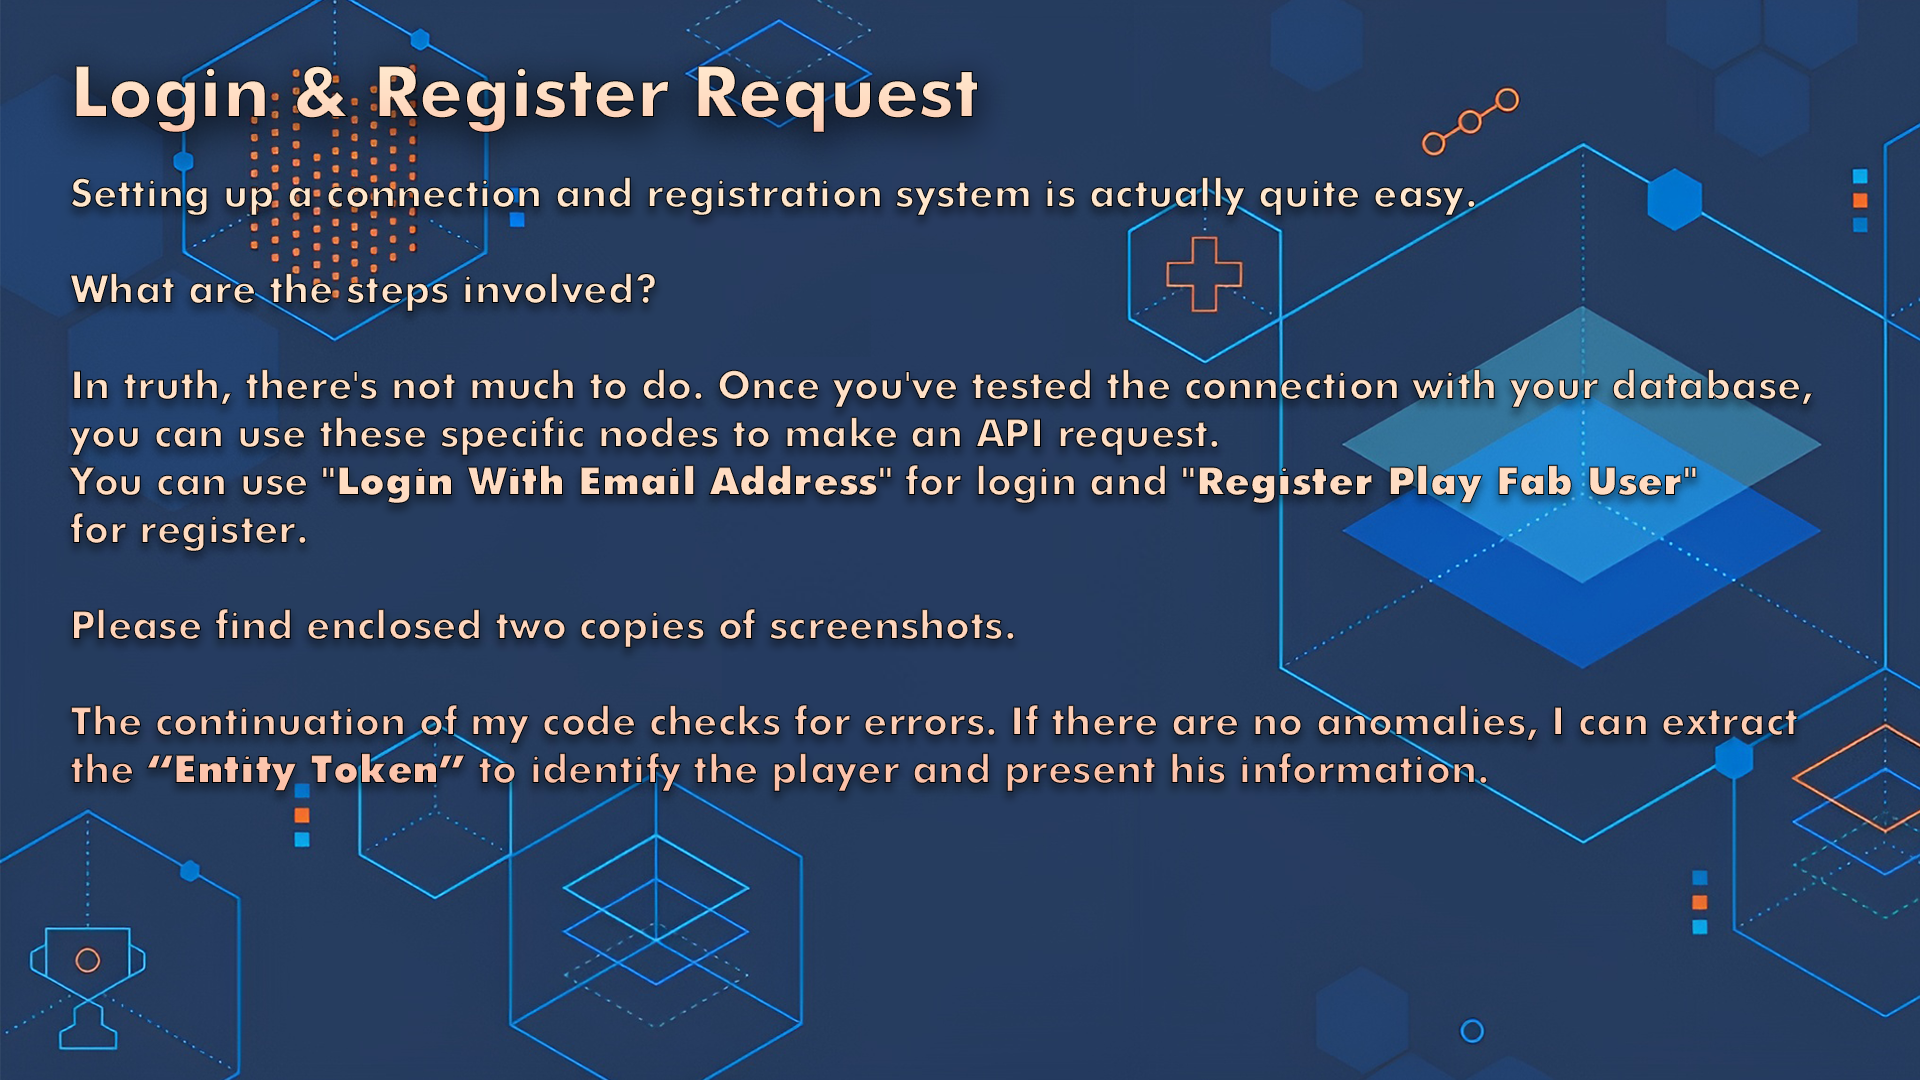 Login & Register Request
Setting up a connection and registration system is actually quite easy.
What are the steps involved?
In truth, there's not much to do. Once you've tested the connection with your database,
you can use these specific nodes to make an API request.
You can use "Login With Email Address" for login and "Register Play Fab User"
for register.
Please find enclosed two copies of screenshots.
The continuation of my code checks for errors. If there are no anomalies, I can extract
the “Entity Token” to identify the player and present his information.